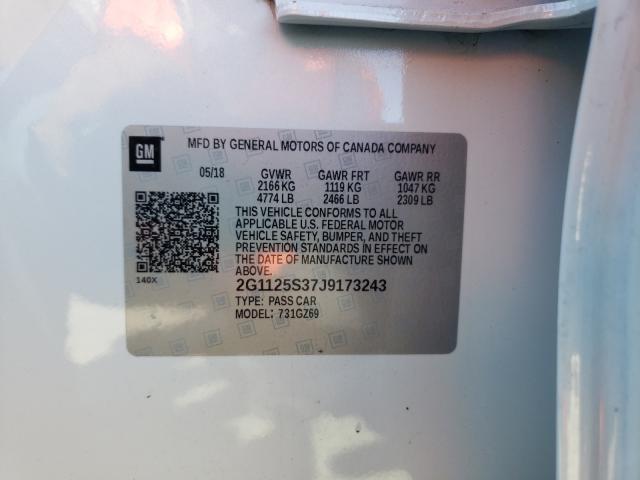 GM
MFD BY GENERAL MOTORS OF CANADA COMPANY
05/18 GVWR GAWR FRT GAWR RR
2166 KG 1119 KG 1047 KG
4774 LB 2466 LB 2309 LB
THIS VEHICLE CONFORMS TO ALL
APPLICABLE U.S. FEDERAL MOTOR
VEHICLE SAFETY, BUMPER, AND THEFT
PREVENTION STANDARDS IN EFFECT ON
THE DATE OF MANUFACTURE SHOWN ABOVE.
140X
2G1125S37J9173243
TYPE: PASS CAR
MODEL: 731GZ69